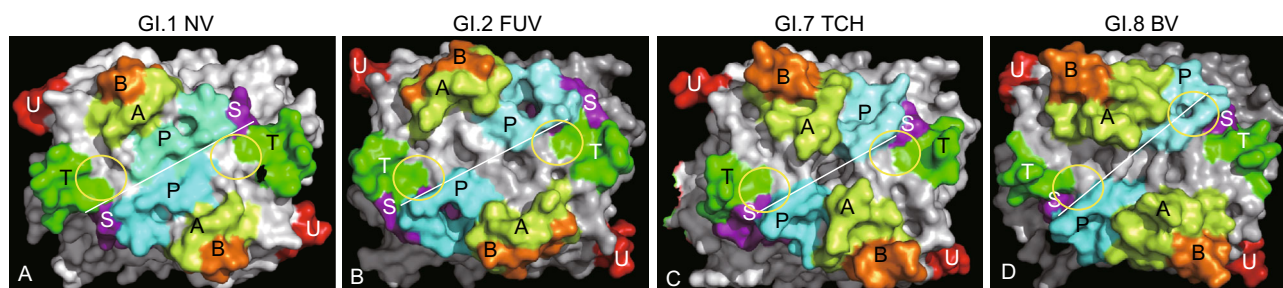 GI.1 NV GI.2 FUV GI.7 TCH GI.8 BV
U B A P S T T P S A B U A
U B A P S T T S P A B U B
U B A P S T T S P A B U C
U B A P S T T S P A B U D